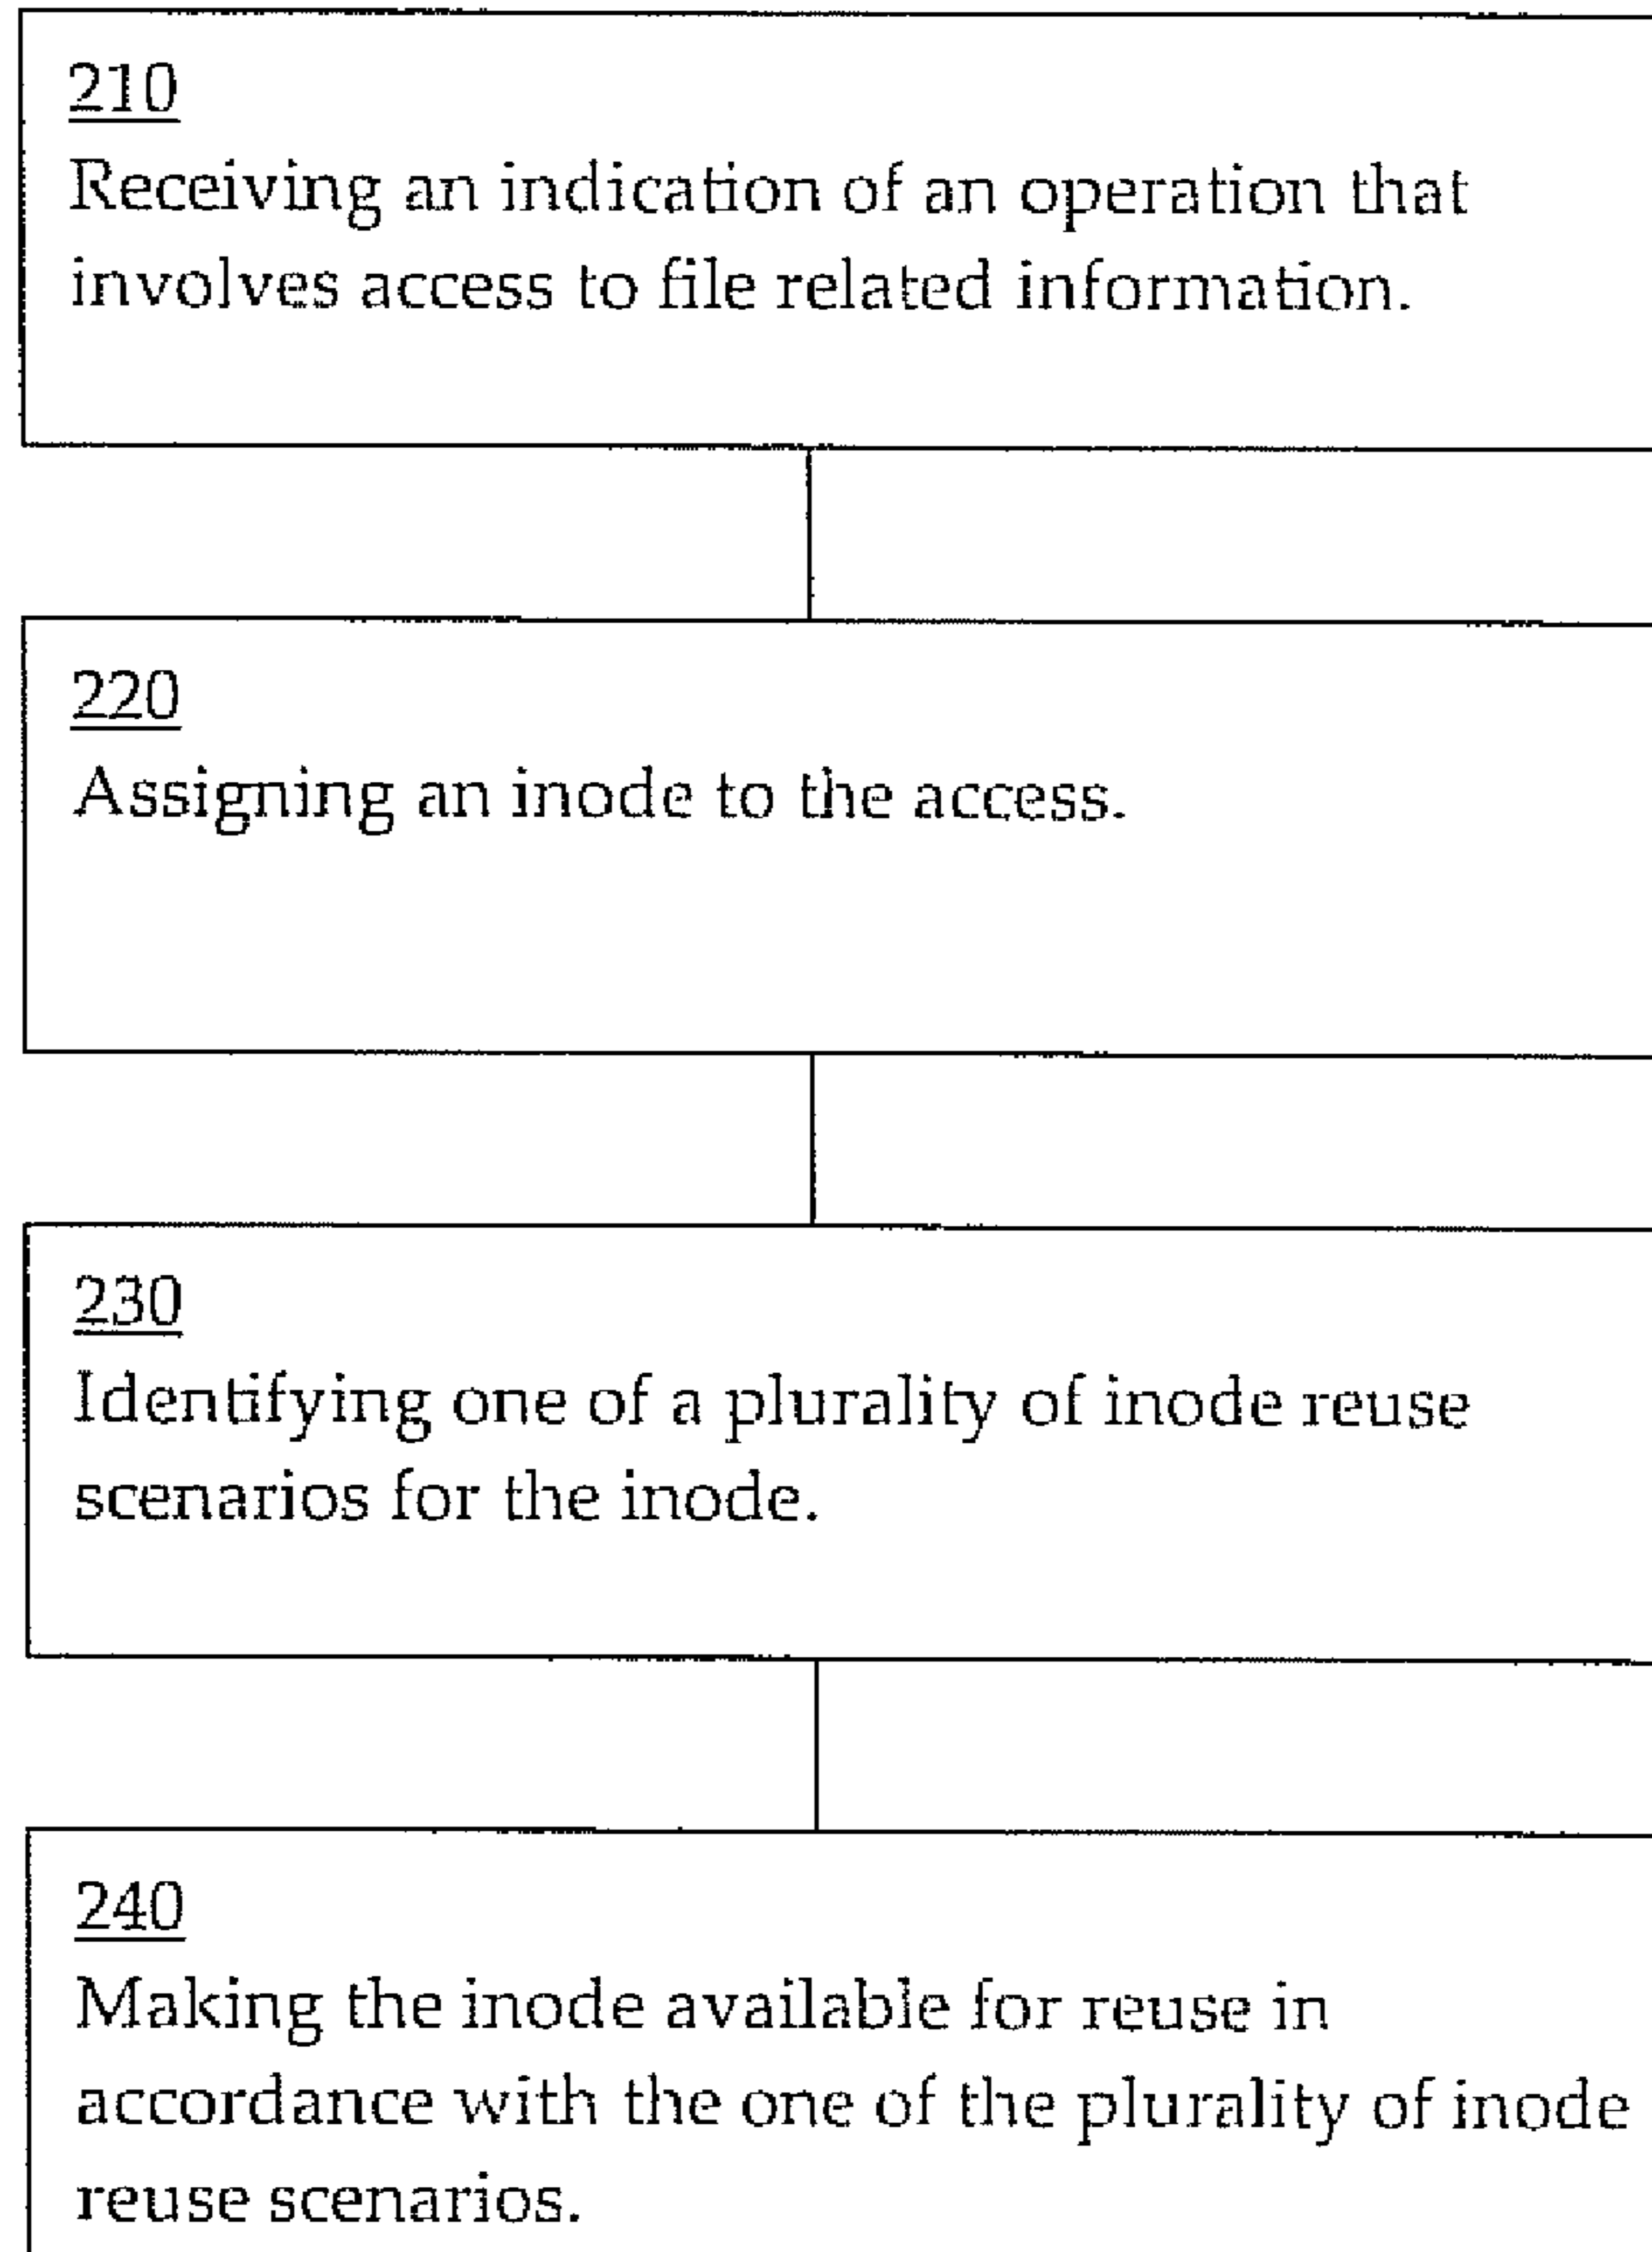 210
Receiving an indication of an operation that
involves access to file related information.
220
Assigning an inode to the access.
230
Identifying one of a plurality of inode reuse
scenarios for the inode.
240
Making the inode available for reuse in
accordance with the one of the plurality of inode
reuse scenarios.